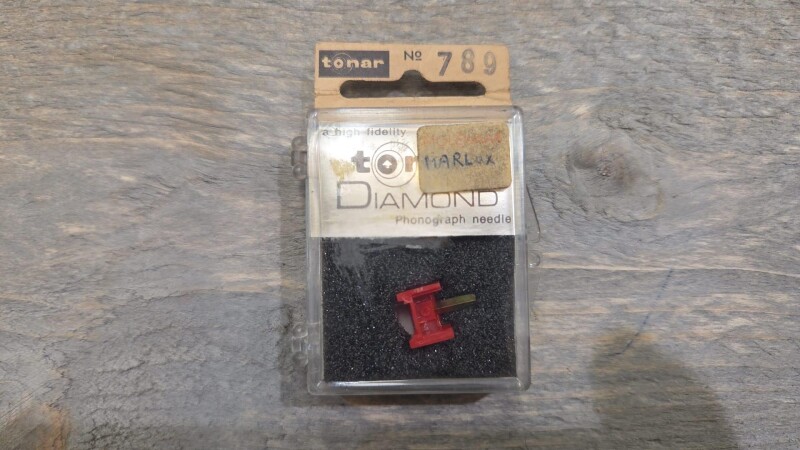 tonar Nº 789
a high fidelity
MARLUX
DIAMOND
Phonograph needle